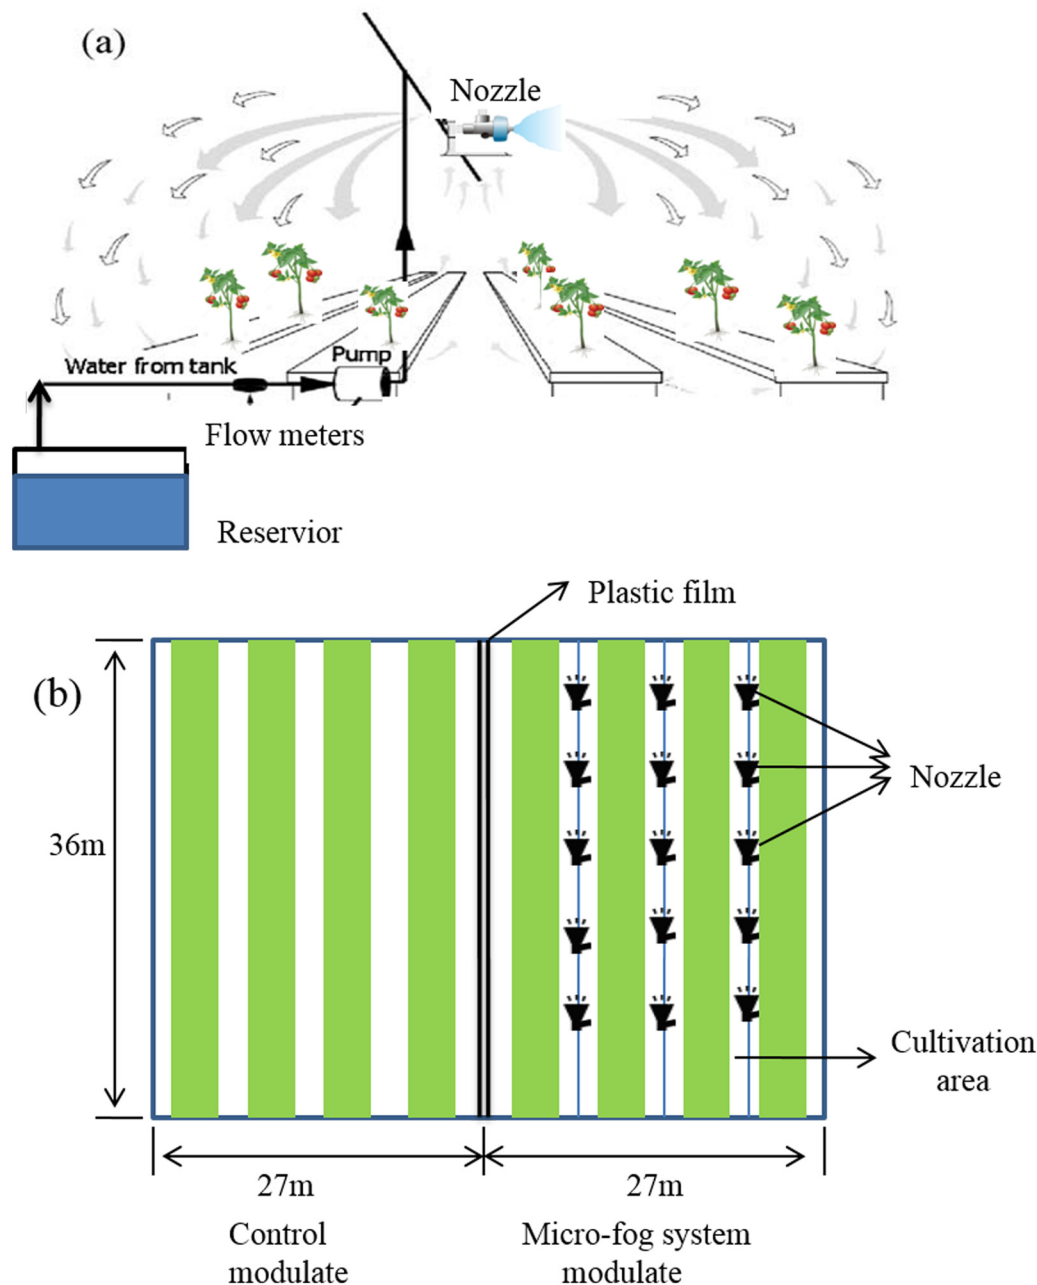 (a)
Nozzle
Water from tank
Pump
Flow meters
Reservior
Plastic film
(b)
Nozzle
36m
Cultivation
area
27m
27m
Control
modulate
Micro-fog system
modulate